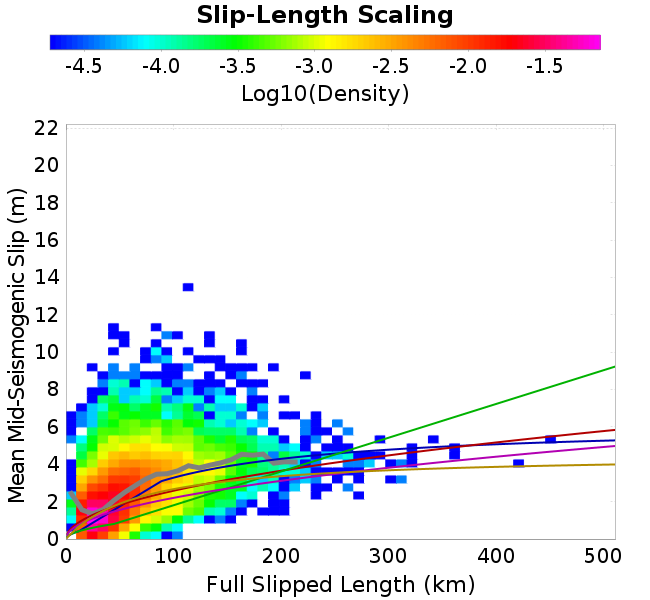 Slip-Length Scaling
-4.5 -4.0 -3.5 -3.0 -2.5 -2.0 -1.5
Log10(Density)
22
20
18
16
14
12
10
8
6
4
2
0
Mean Mid-Seismogenic Slip (m)
0 100 200 300 400 500
Full Slipped Length (km)